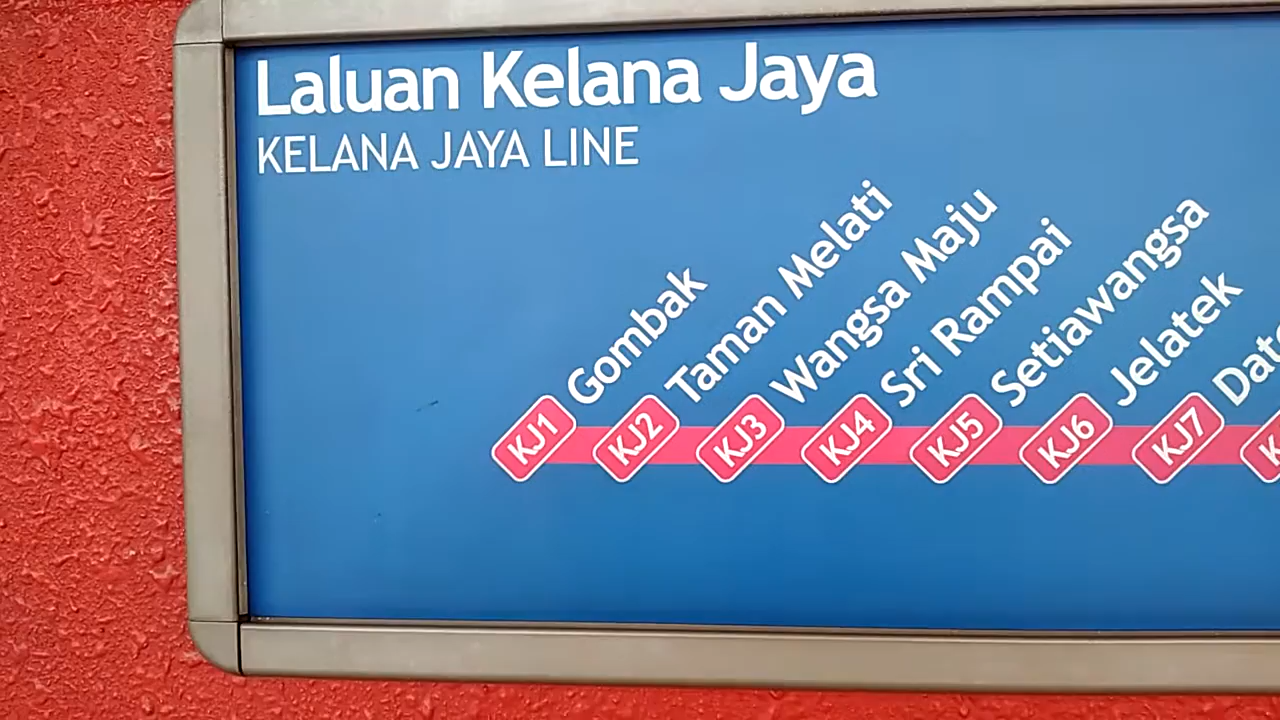 Laluan Kelana Jaya
KELANA JAYA LINE
KJ1 Gombak
KJ2 Taman Melati
KJ3 Wangsa Maju
KJ4 Sri Rampai
KJ5 Setiawangsa
KJ6 Jelatek
KJ7